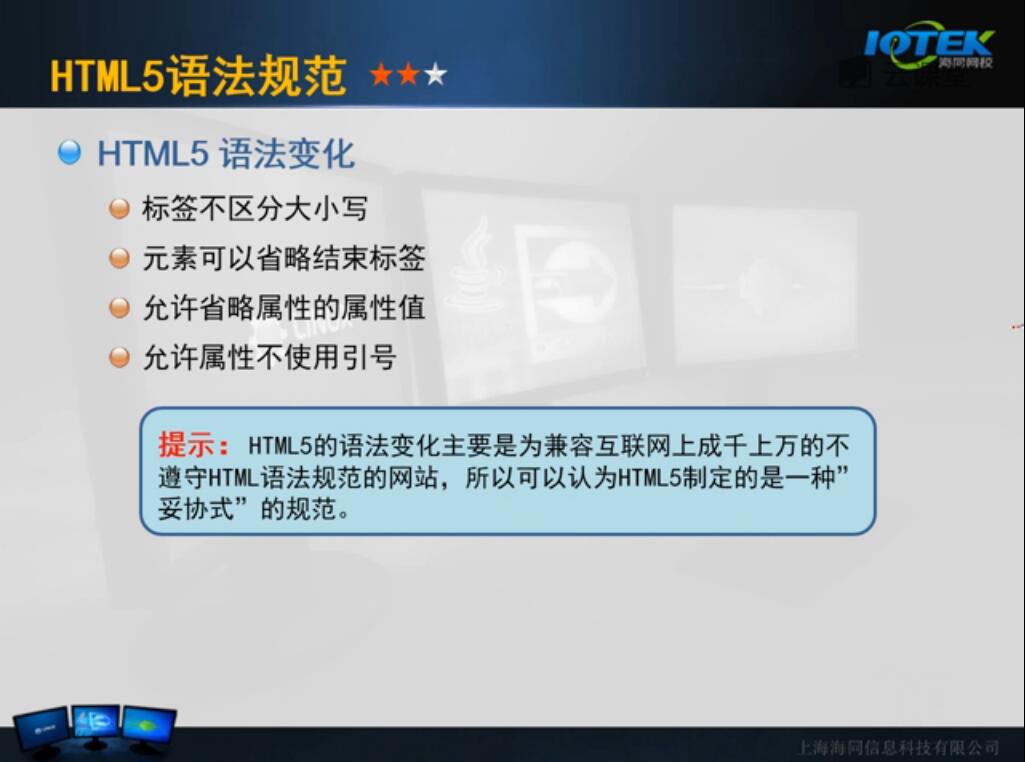 HTML5语法规范
IOTEK
海同网校
云课堂
HTML5 语法变化
标签不区分大小写
元素可以省略结束标签
允许省略属性的属性值
允许属性不使用引号
提示： HTML5的语法变化主要是为兼容互联网上成千上万的不
遵守HTML语法规范的网站，所以可以认为HTML5制定的是一种”
妥协式”的规范。
上海海同信息科技有限公司